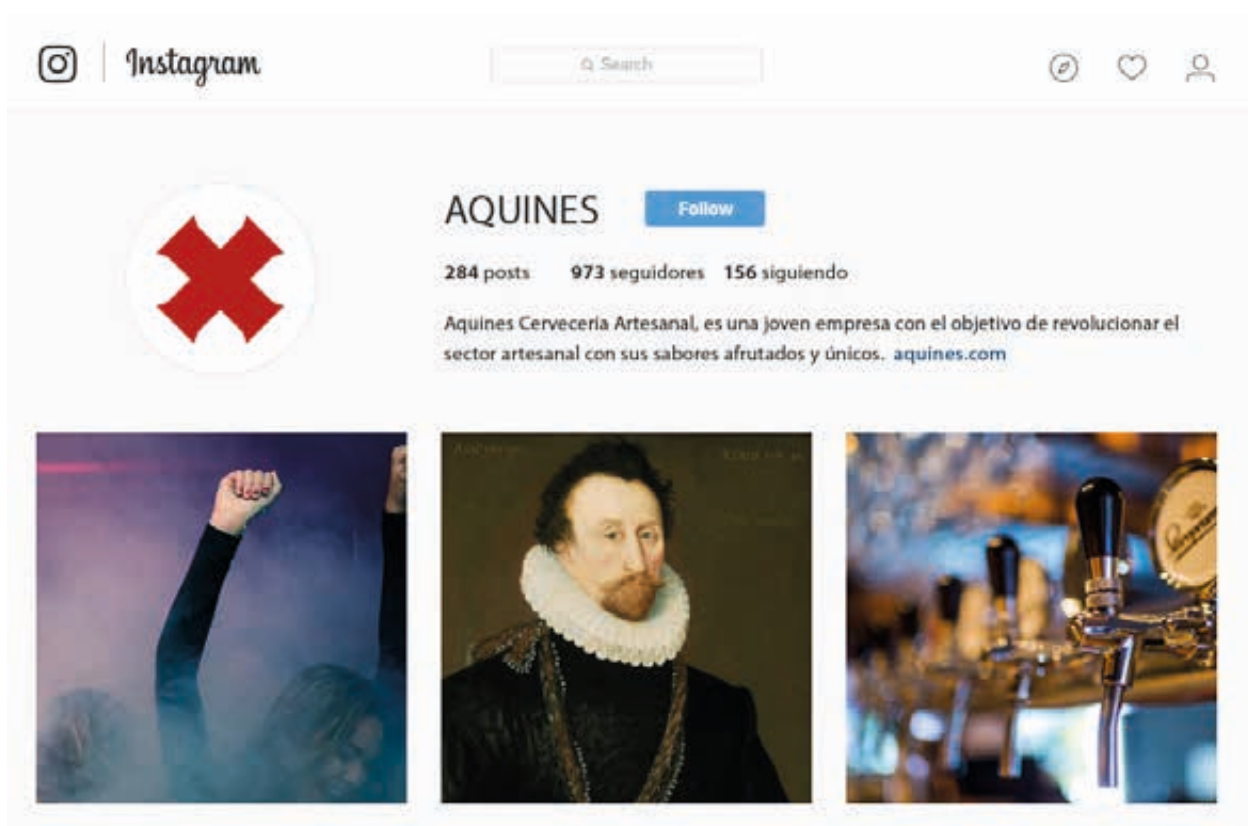 Instagram
Search
AQUINES
Follow
284 posts 973 seguidores 156 siguiendo
Aquines Cervecería Artesanal, es una joven empresa con el objetivo de revolucionar el
sector artesanal con sus sabores afrutados y únicos. aquines.com